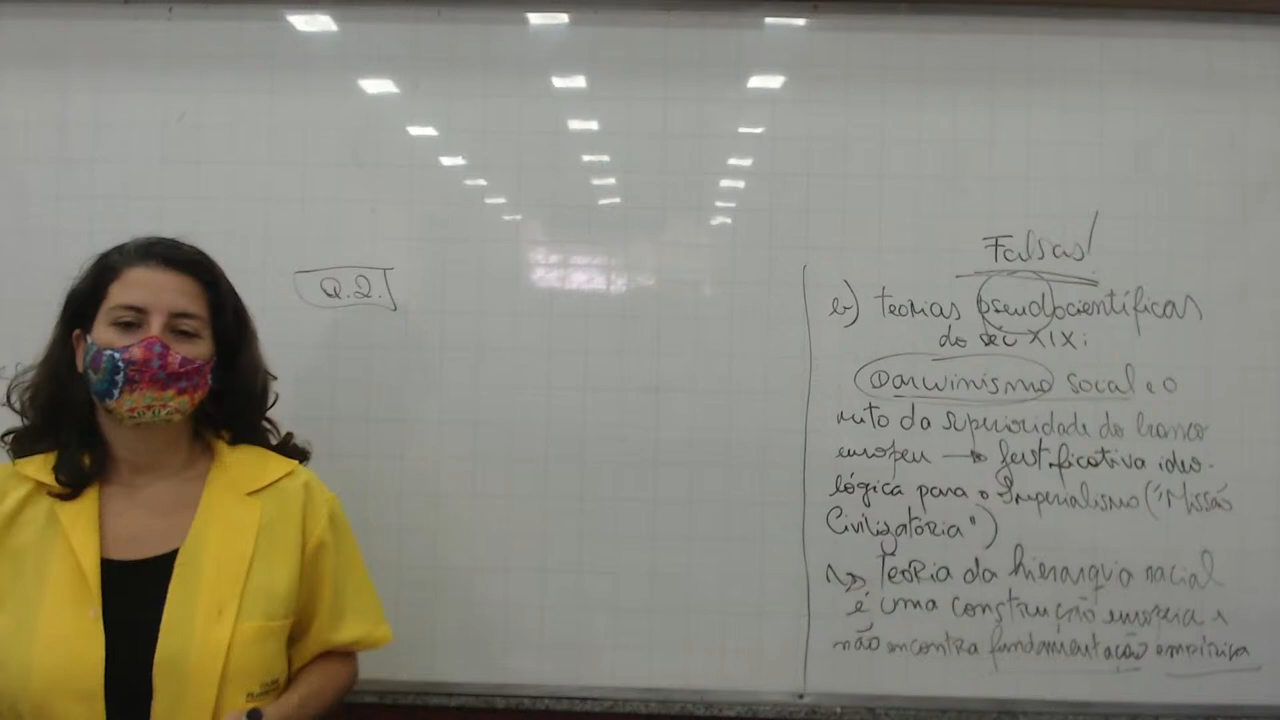 Q.2.
Falsas!
b) teorias pseudocientíficas
do séc XIX:
Darwinismo social e o
mito da superioridade do branco
europeu → justificativa ideo-
lógica para o Imperialismo ("Missão
Civilizatória")
↳ Teoria da hierarquia racial
é uma construção europeia e
não encontra fundamentação empírica